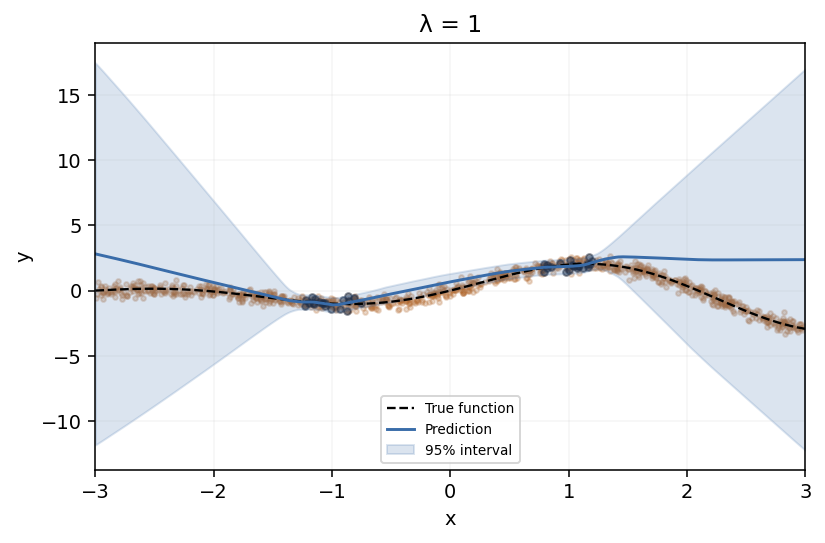 λ = 1
y
15
10
5
0
−5
−10
True function
Prediction
95% interval
−3
−2
−1
0
1
2
3
x